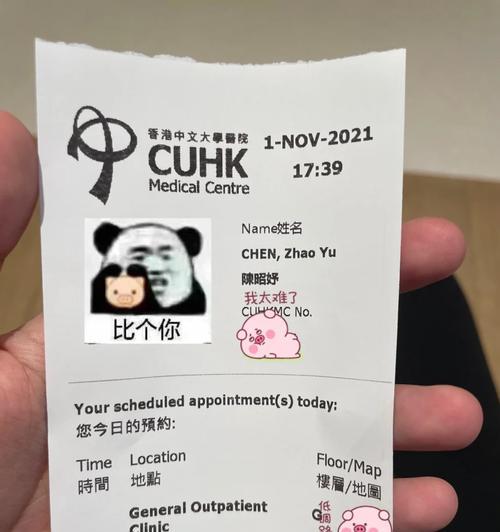 香港中文大學醫院
CUHK
Medical Centre
1-NOV-2021
17:39
Name姓名
CHEN, Zhao Yu
陳昭妤
我太难了
CUHKMC No.
比个你
Your scheduled appointment(s) today:
您今日的預約:
Time Location Floor/Map
時間 地點 樓層/地圖
General Outpatient
Clinic
G
低調